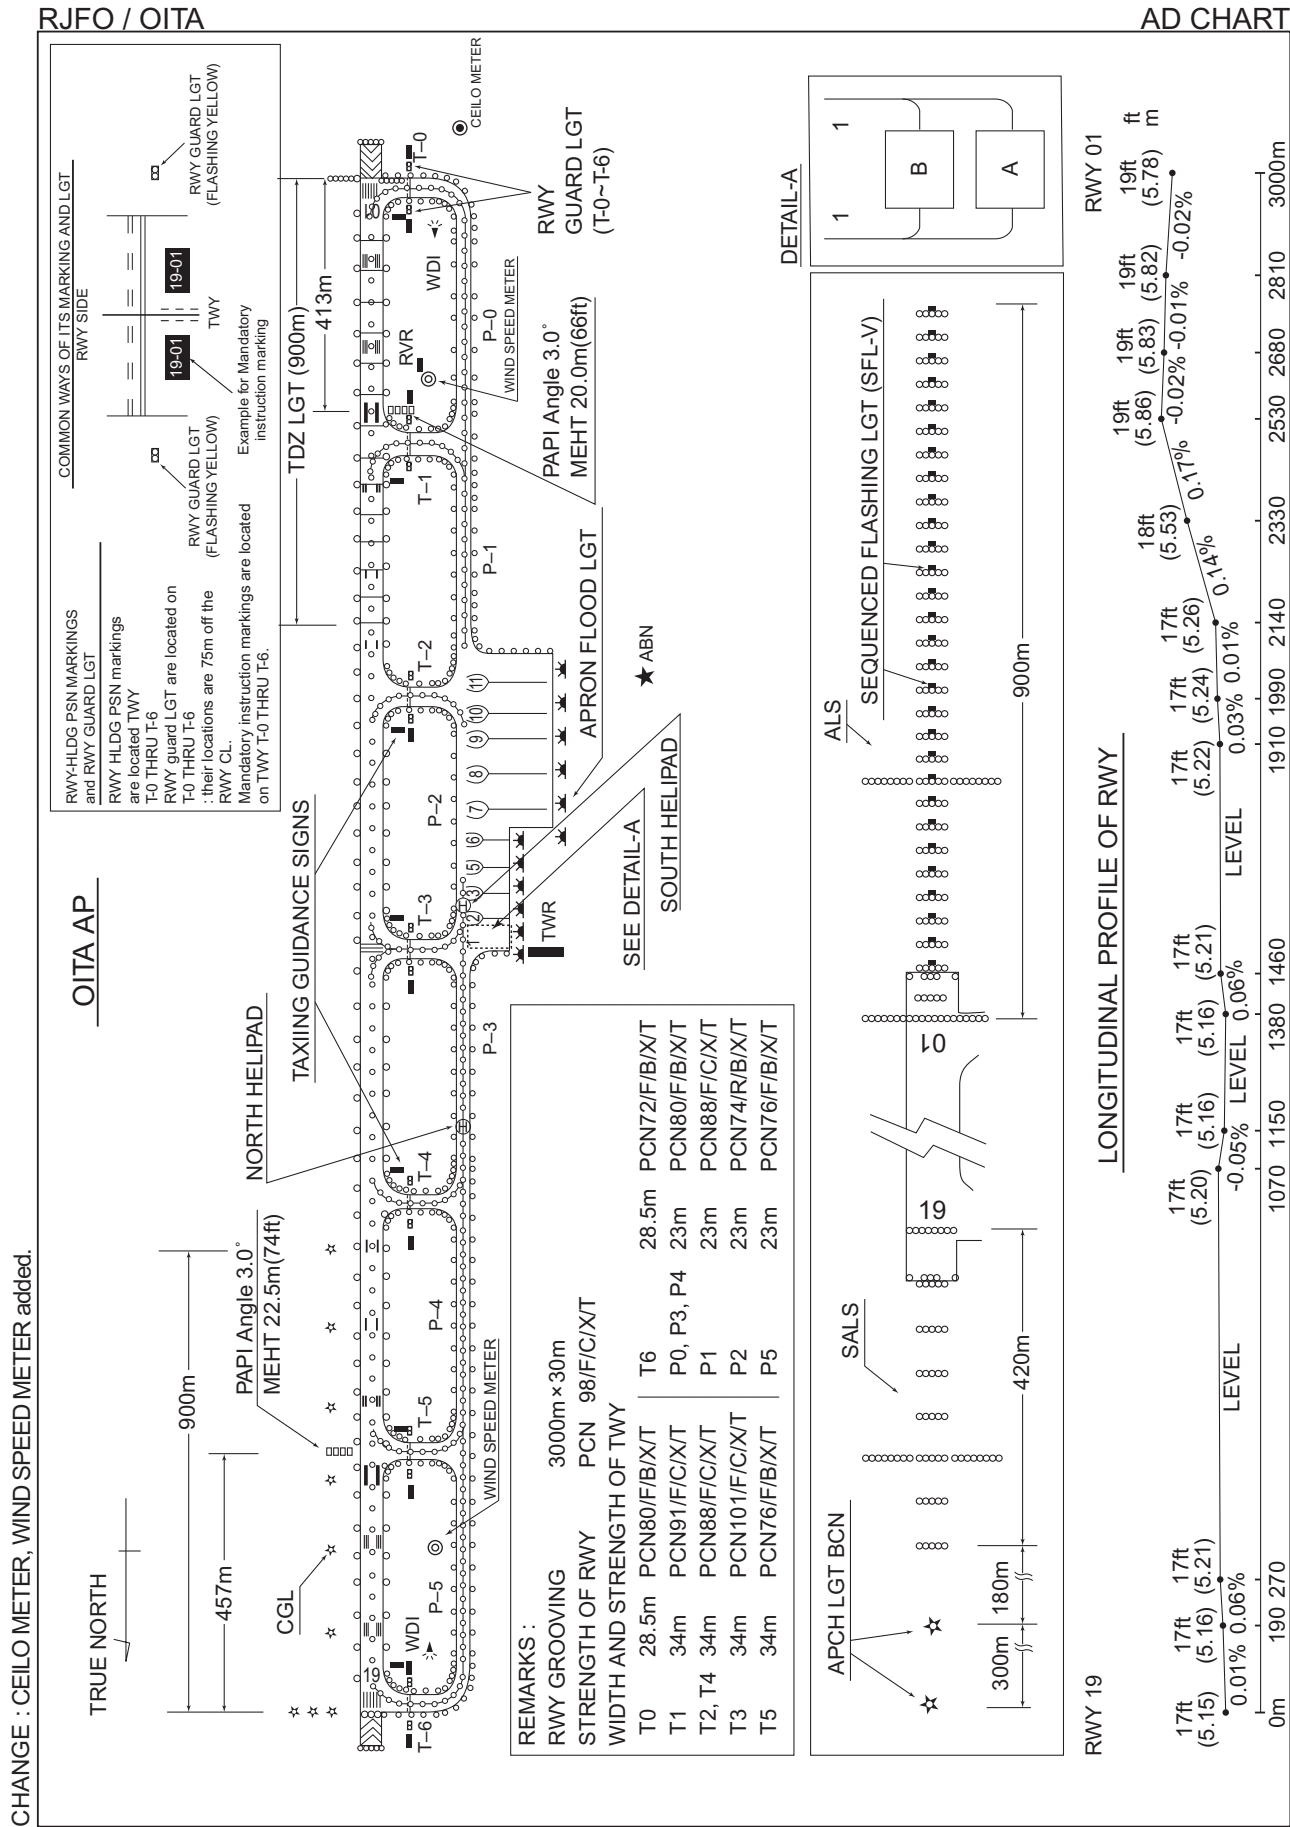 RJFO / OITA
AD CHART
CHANGE : CEILO METER, WIND SPEED METER added.
OITA AP
TRUE NORTH
RWY-HLDG PSN MARKINGS
and RWY GUARD LGT
RWY HLDG PSN markings
are located TWY
T-0 THRU T-6
RWY guard LGT are located on
T-0 THRU T-6
: their locations are 75m off the
RWY CL.
Mandatory instruction markings are located
on TWY T-0 THRU T-6.
COMMON WAYS OF ITS MARKING AND LGT
RWY SIDE
RWY GUARD LGT
(FLASHING YELLOW)
RWY GUARD LGT
(FLASHING YELLOW)
19-01
19-01
TWY
Example for Mandatory
instruction marking
900m
457m
PAPI Angle 3.0°
MEHT 22.5m(74ft)
CGL
NORTH HELIPAD
TAXIING GUIDANCE SIGNS
TDZ LGT (900m)
413m
19
01
T-6
T-5
T-4
T-3
T-2
T-1
T-0
WDI
WDI
RVR
P-5
P-4
P-3
P-2
P-1
P-0
WIND SPEED METER
WIND SPEED METER
CEILO METER
RWY
GUARD LGT
(T-0~T-6)
PAPI Angle 3.0°
MEHT 20.0m(66ft)
H
H
1
2
3
5
6
7
8
9
10
11
APRON FLOOD LGT
ABN
TWR
SEE DETAIL-A
SOUTH HELIPAD
REMARKS :
RWY GROOVING 3000m×30m
STRENGTH OF RWY PCN 98/F/C/X/T
WIDTH AND STRENGTH OF TWY
T0 28.5m PCN80/F/B/X/T T6 28.5m PCN72/F/B/X/T
T1 34m PCN91/F/C/X/T P0, P3, P4 23m PCN80/F/B/X/T
T2, T4 34m PCN88/F/C/X/T P1 23m PCN88/F/C/X/T
T3 34m PCN101/F/C/X/T P2 23m PCN74/R/B/X/T
T5 34m PCN76/F/B/X/T P5 23m PCN76/F/B/X/T
DETAIL-A
1
1
B
A
APCH LGT BCN
SALS
ALS
SEQUENCED FLASHING LGT (SFL-V)
19
01
300m
180m
420m
900m
LONGITUDINAL PROFILE OF RWY
RWY 19
RWY 01
17ft
(5.15)
17ft
(5.16)
17ft
(5.21)
17ft
(5.20)
17ft
(5.16)
17ft
(5.16)
17ft
(5.21)
17ft
(5.22)
17ft
(5.24)
17ft
(5.26)
18ft
(5.53)
19ft
(5.86)
19ft
(5.83)
19ft
(5.82)
19ft
(5.78)
ft
m
0.01% 0.06% LEVEL -0.05% LEVEL 0.06% LEVEL 0.03% 0.01% 0.14% 0.17% -0.02% -0.01% -0.02%
0m 190 270 1070 1150 1380 1460 1910 1990 2140 2330 2530 2680 2810 3000m